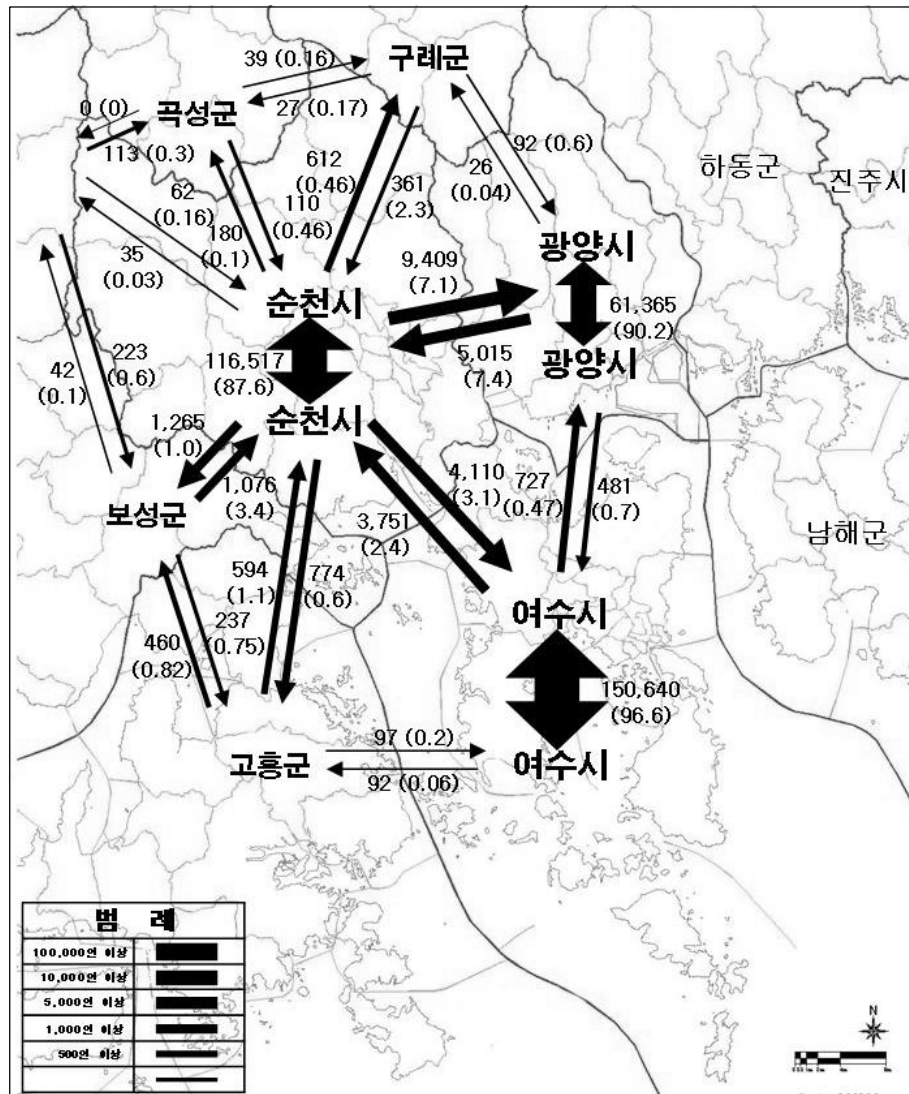 39 (0.16)
구례군
0 (0)
곡성군
27 (0.17)
113 (0.3)
92 (0.6)
하동군
진주시
612
(0.46)
26
(0.04)
62
(0.16)
110
(0.46)
361
(2.3)
180
(0.1)
35
(0.03)
광양시
9,409
(7.1)
순천시
61,365
(90.2)
223
(0.6)
42
(0.1)
116,517
(87.6)
5,015
(7.4)
광양시
1,265
(1.0)
순천시
1,076
(3.4)
4,110
(3.1)
727
(0.47)
481
(0.7)
보성군
3,751
(2.4)
남해군
594
(1.1)
774
(0.6)
여수시
237
(0.75)
460
(0.82)
150,640
(96.6)
97 (0.2)
고흥군
여수시
92 (0.06)
범 례
100,000인 이상
10,000인 이상
5,000인 이상
1,000인 이상
500인 이상
N